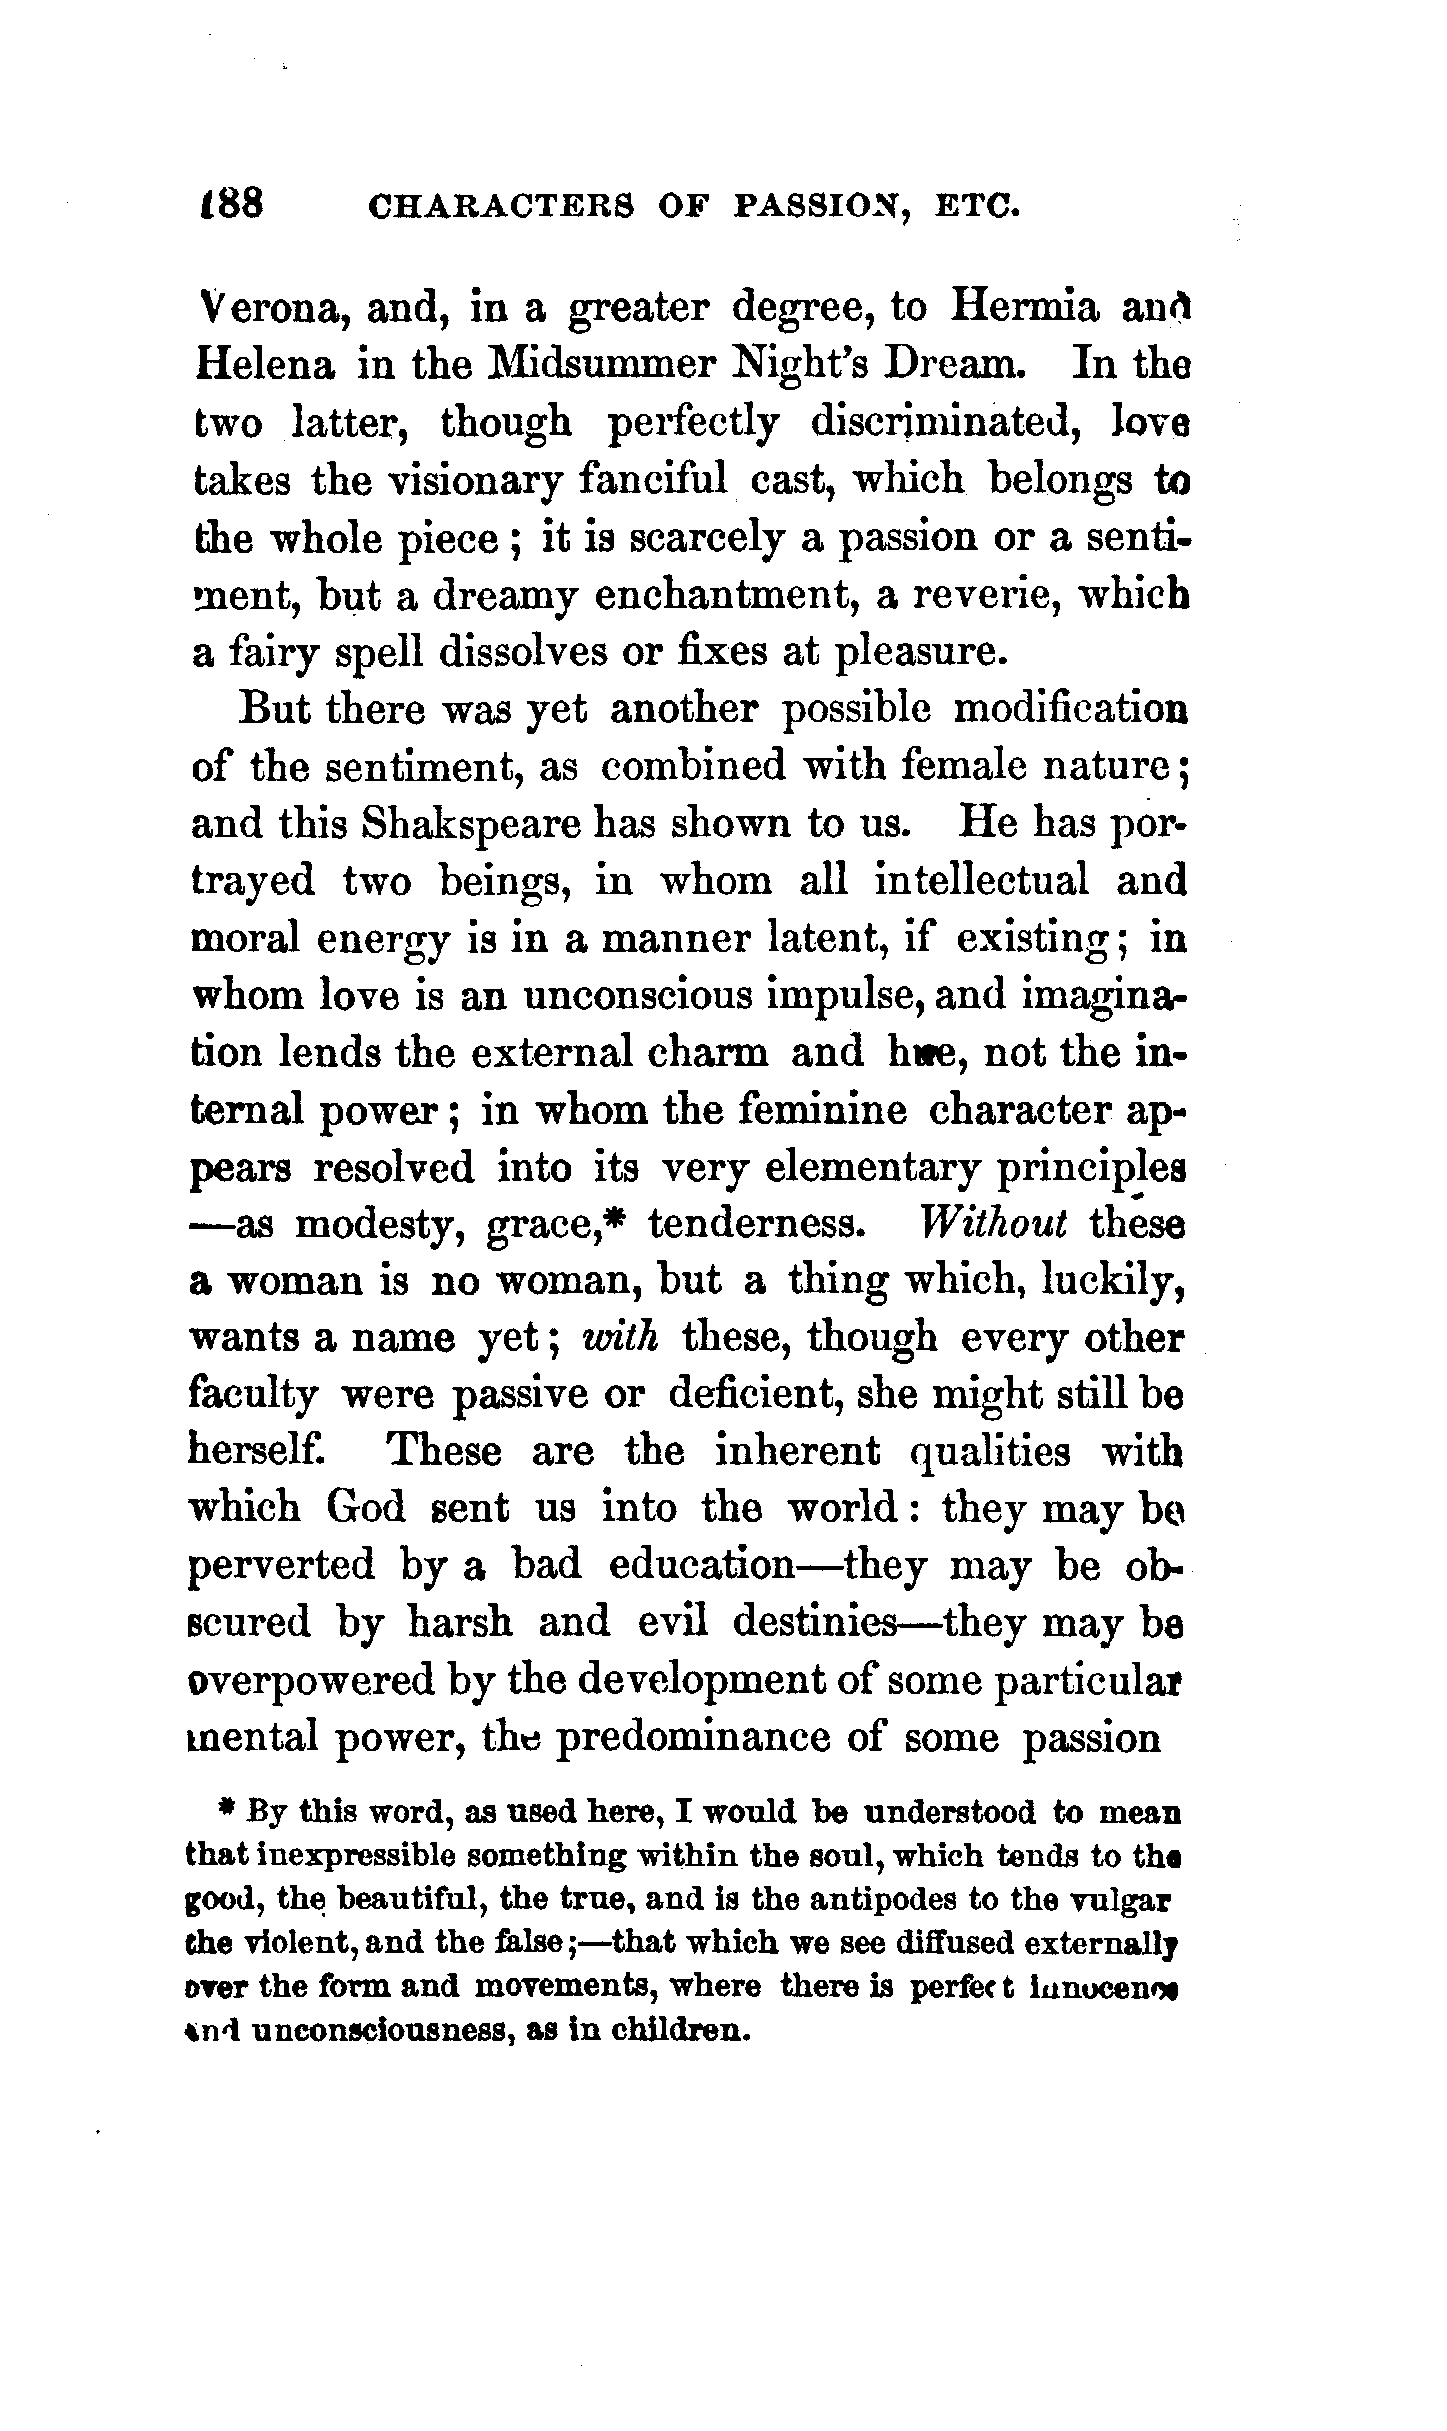 188 CHARACTERS OF PASSION, ETC.
Verona, and, in a greater degree, to Hermia and
Helena in the Midsummer Night's Dream. In the
two latter, though perfectly discriminated, love
takes the visionary fanciful cast, which belongs to
the whole piece ; it is scarcely a passion or a senti-
ment, but a dreamy enchantment, a reverie, which
a fairy spell dissolves or fixes at pleasure.
But there was yet another possible modification
of the sentiment, as combined with female nature ;
and this Shakspeare has shown to us. He has por-
trayed two beings, in whom all intellectual and
moral energy is in a manner latent, if existing ; in
whom love is an unconscious impulse, and imagina-
tion lends the external charm and hue, not the in-
ternal power ; in whom the feminine character ap-
pears resolved into its very elementary principles
—as modesty, grace,* tenderness. Without these
a woman is no woman, but a thing which, luckily,
wants a name yet ; with these, though every other
faculty were passive or deficient, she might still be
herself. These are the inherent qualities with
which God sent us into the world : they may be
perverted by a bad education—they may be ob-
scured by harsh and evil destinies—they may be
overpowered by the development of some particular
mental power, the predominance of some passion
* By this word, as used here, I would be understood to mean
that inexpressible something within the soul, which tends to the
good, the beautiful, the true, and is the antipodes to the vulgar
the violent, and the false ;—that which we see diffused externally
over the form and movements, where there is perfect innocence
and unconsciousness, as in children.